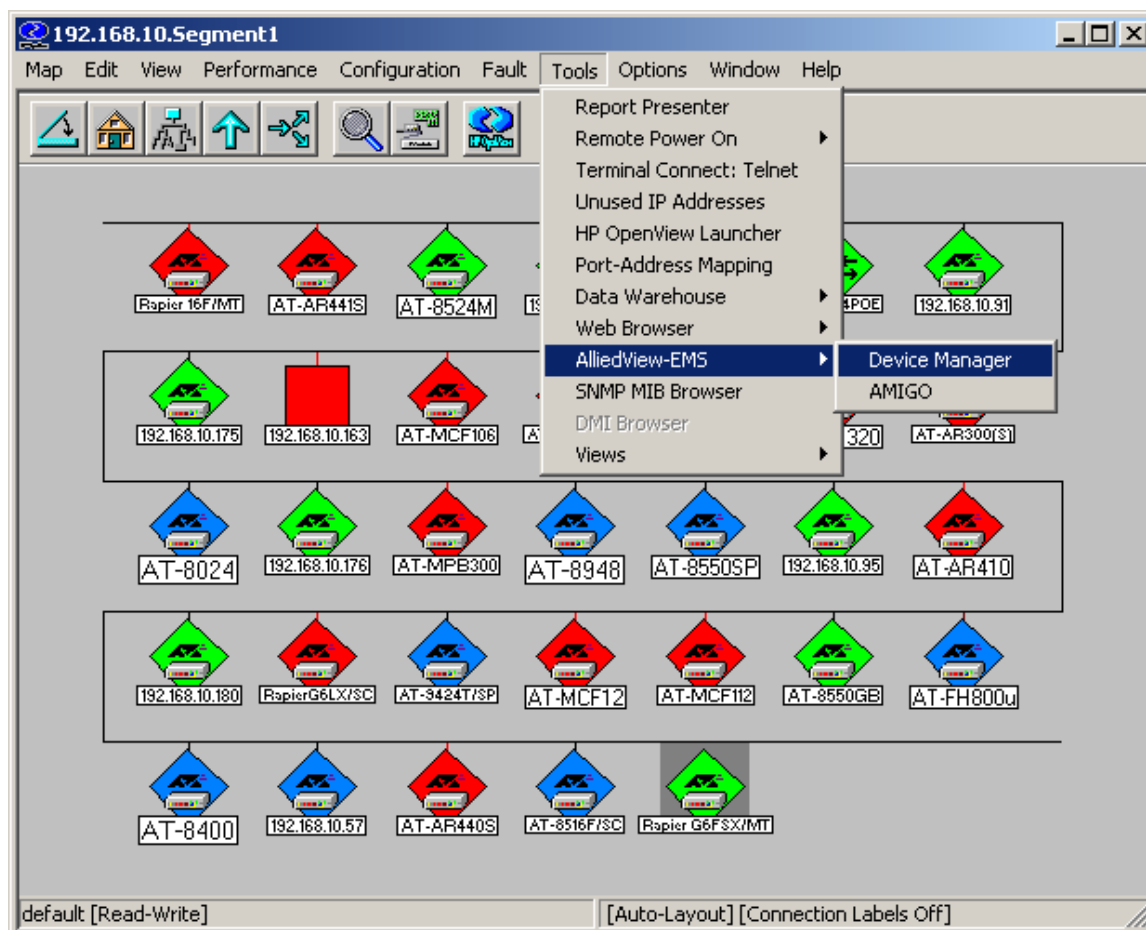 192.168.10.Segment1
Map Edit View Performance Configuration Fault Tools Options Window Help
Report Presenter
Remote Power On
Terminal Connect: Telnet
Unused IP Addresses
HP OpenView Launcher
Port-Address Mapping
Data Warehouse
Web Browser
AlliedView-EMS
SNMP MIB Browser
DMI Browser
Views
Device Manager
AMIGO
Rapier 16F/MT AT-AR441S AT-8524M 4POE 192.168.10.91
192.168.10.175 192.168.10.163 AT-MCF106 320 AT-AR300(S)
AT-8024 192.168.10.176 AT-MPB300 AT-8948 AT-8550SP 192.168.10.95 AT-AR410
192.168.10.180 RapierG6LX/SC AT-9424T/SP AT-MCF12 AT-MCF112 AT-8550GB AT-FH800u
AT-8400 192.168.10.57 AT-AR440S AT-8516F/SC Rapier G6FSX/MT
default [Read-Write] [Auto-Layout] [Connection Labels Off]